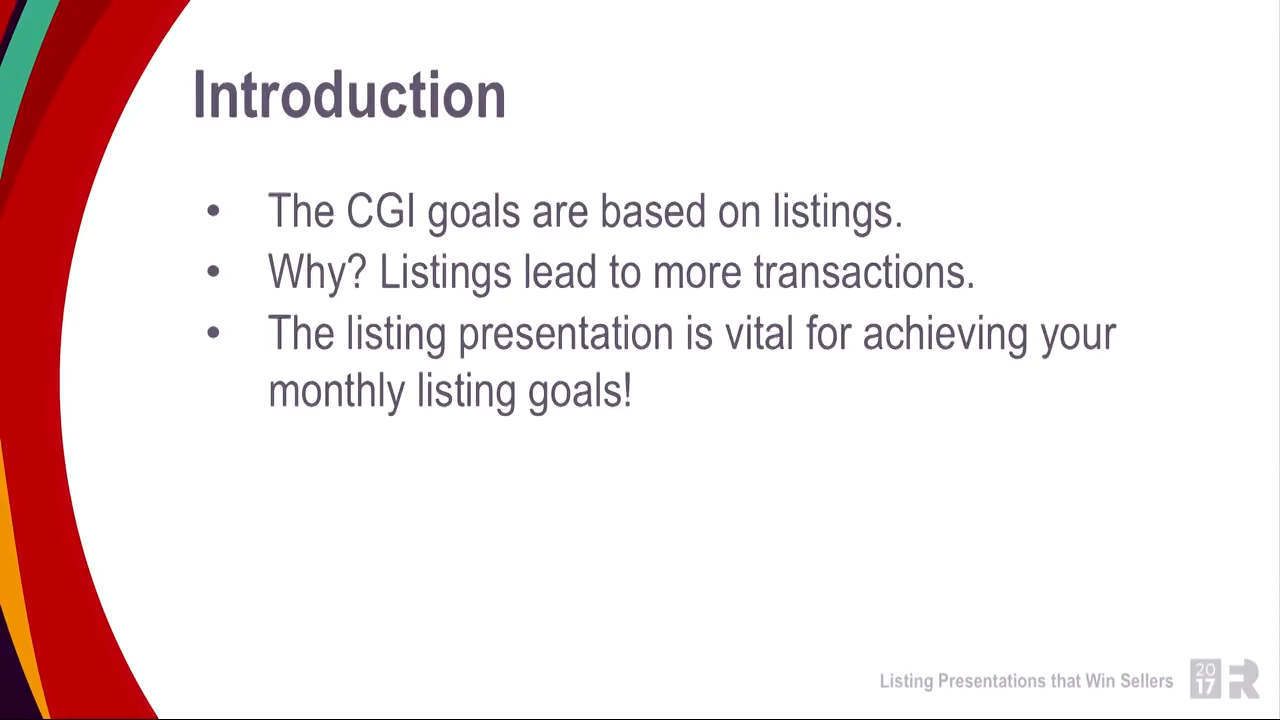 Introduction
• The CGI goals are based on listings.
• Why? Listings lead to more transactions.
• The listing presentation is vital for achieving your
monthly listing goals!
Listing Presentations that Win Sellers
20
17
R